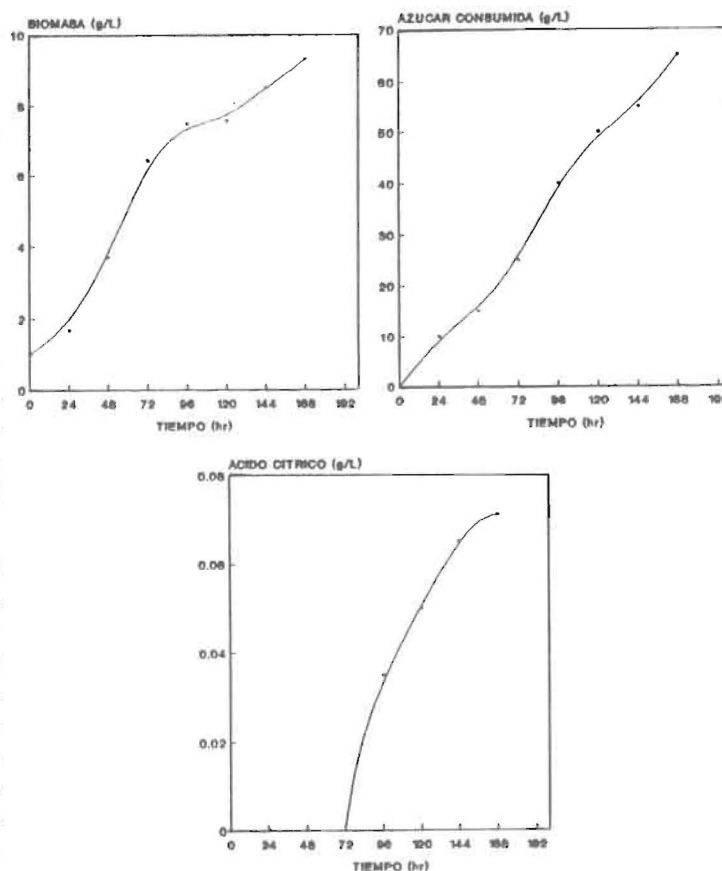 BIOMASA (g/L)
10
8
6
4
2
0
0 24 48 72 96 120 144 168 192
TIEMPO (hr)
AZUCAR CONSUMIDA (g/L)
70
60
50
40
30
20
10
0
0 24 48 72 96 120 144 168 192
TIEMPO (hr)
ACIDO CITRICO (g/L)
0.08
0.06
0.04
0.02
0
0 24 48 72 96 120 144 168 192
TIEMPO (hr)